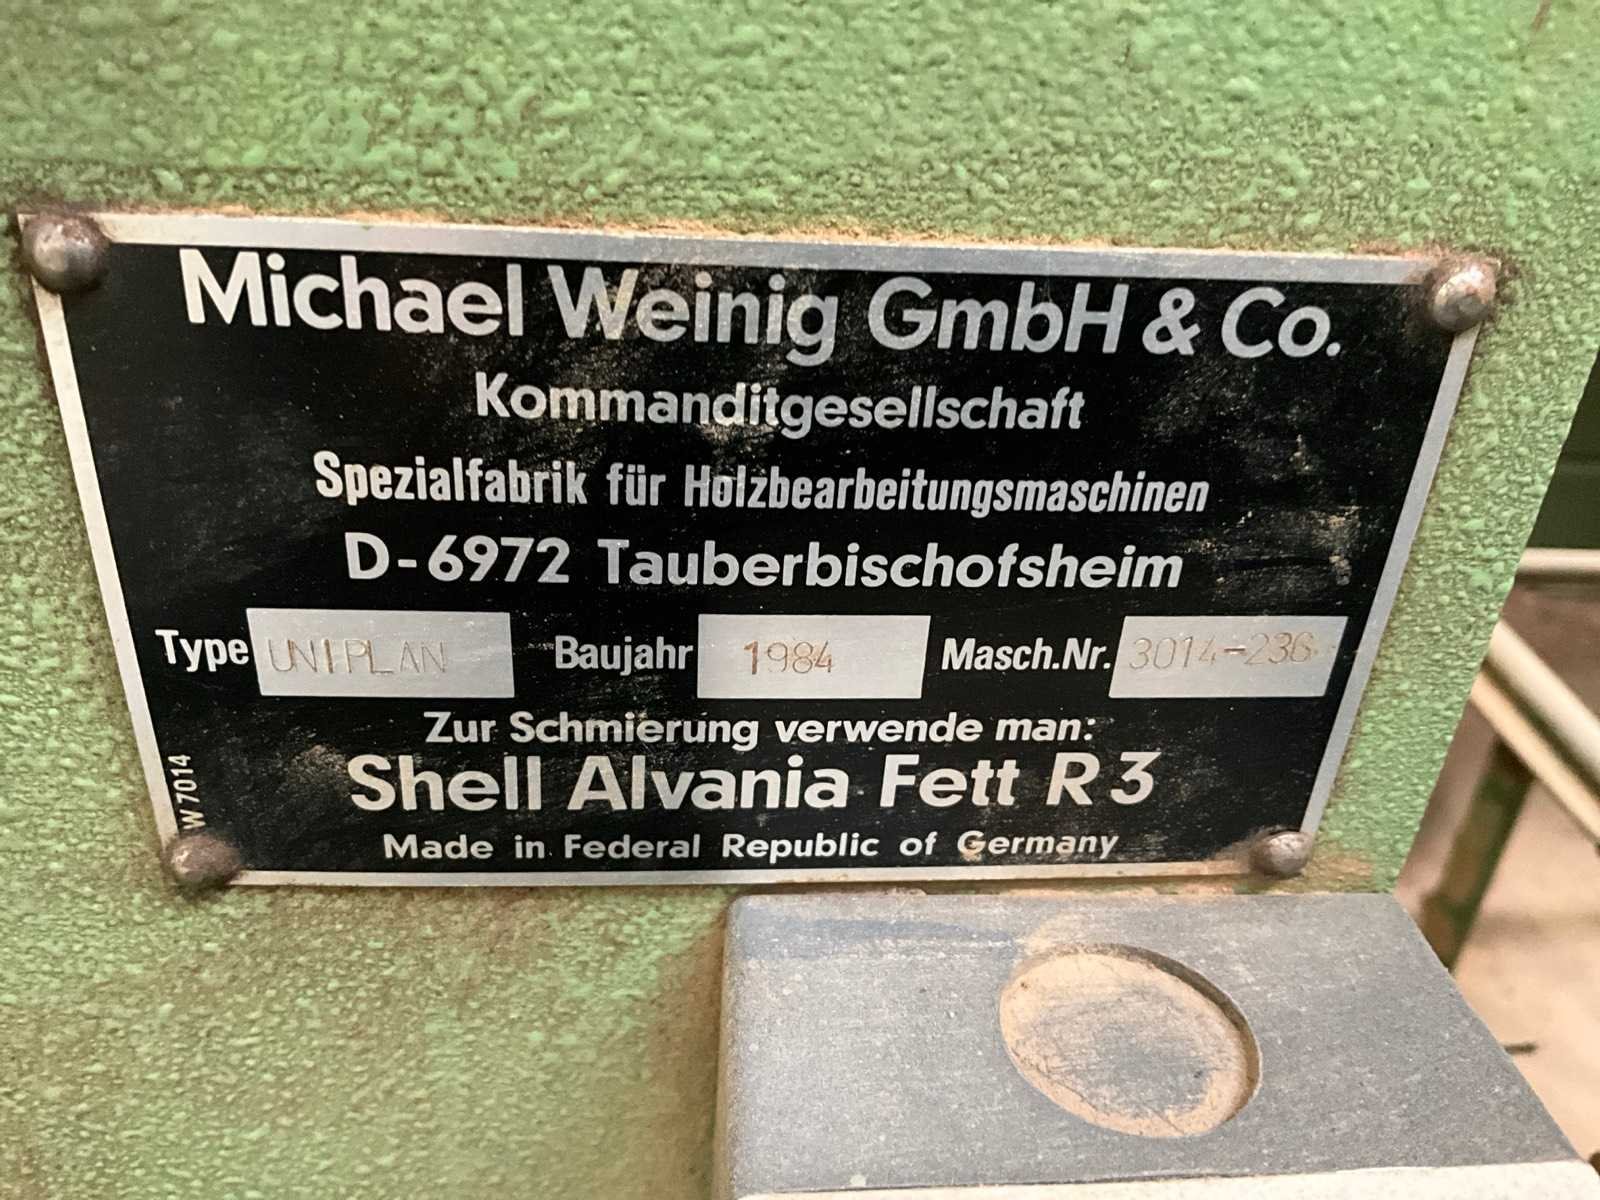 Michael Weinig GmbH & Co.
Kommanditgesellschaft
Spezialfabrik für Holzbearbeitungsmaschinen
D-6972 Tauberbischofsheim
Type UNIPLAN Baujahr 1984 Masch.Nr. 3014-236
Zur Schmierung verwende man:
Shell Alvania Fett R3
Made in Federal Republic of Germany
W 7014